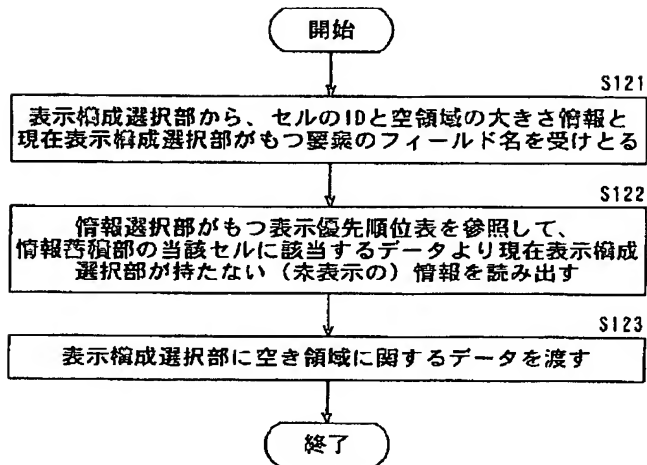 開始
S121
表示構成選択部から、セルのIDと空領域の大きさ情報と
現在表示構成選択部がもつ要素のフィールド名を受けとる
S122
情報選択部がもつ表示優先順位表を参照して、
情報蓄積部の当該セルに該当するデータより現在表示構成
選択部が持たない（未表示の）情報を読み出す
S123
表示構成選択部に空き領域に関するデータを渡す
終了